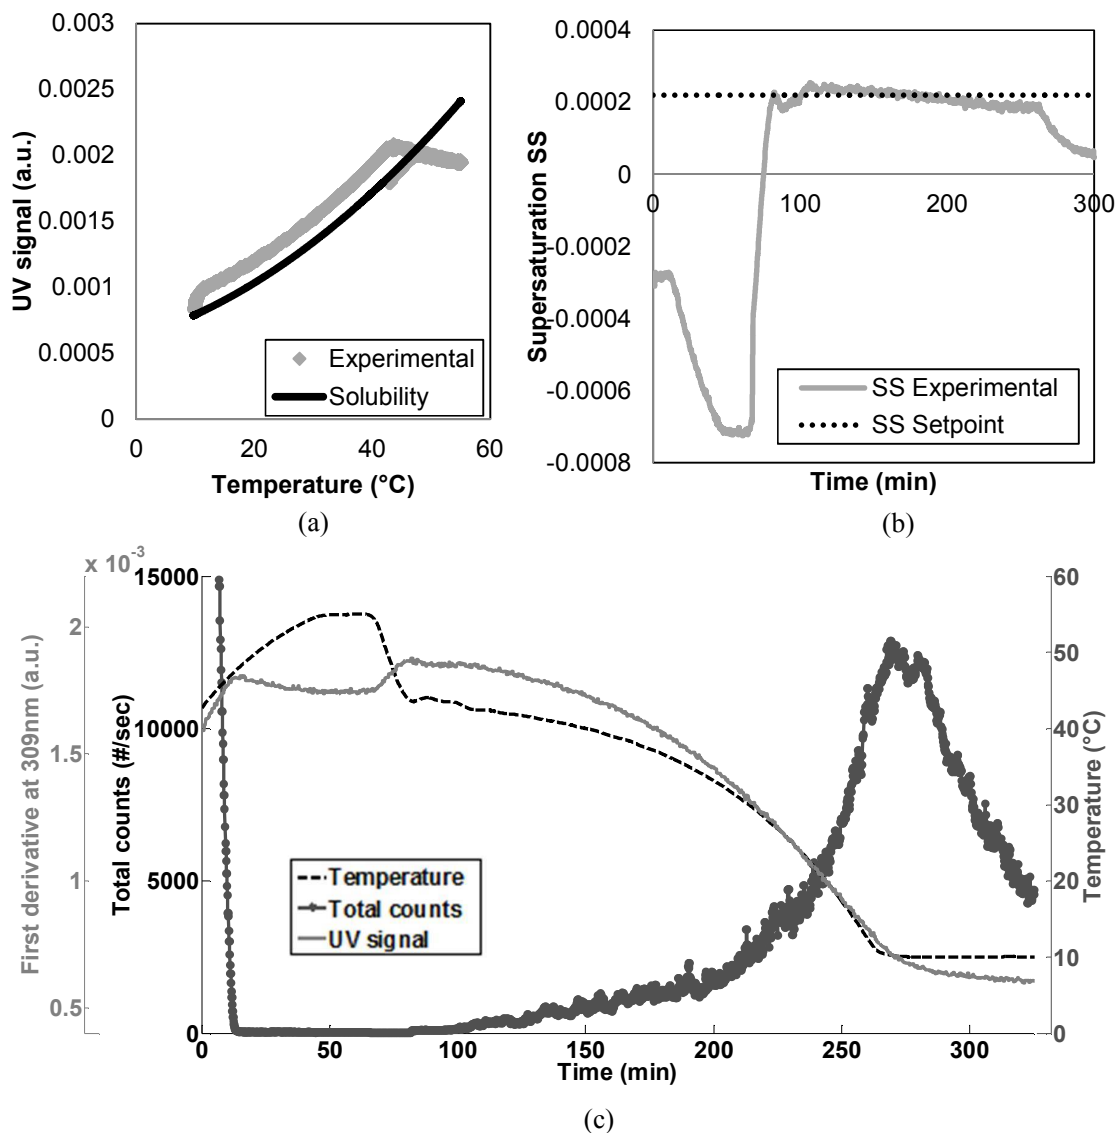 0.003
0.0025
0.002
0.0015
0.001
0.0005
0
UV signal (a.u.)
Experimental
Solubility
0 20 40 60
Temperature (°C)
(a)
0.0004
0.0002
0
-0.0002
-0.0004
-0.0006
-0.0008
Supersaturation SS
0 100 200 300
SS Experimental
SS Setpoint
Time (min)
(b)
x 10-3
2
1.5
1
0.5
First derivative at 309nm (a.u.)
15000
10000
5000
0
Total counts (#/sec)
Temperature
Total counts
UV signal
60
50
40
30
20
10
0
Temperature (°C)
0 50 100 150 200 250 300
Time (min)
(c)